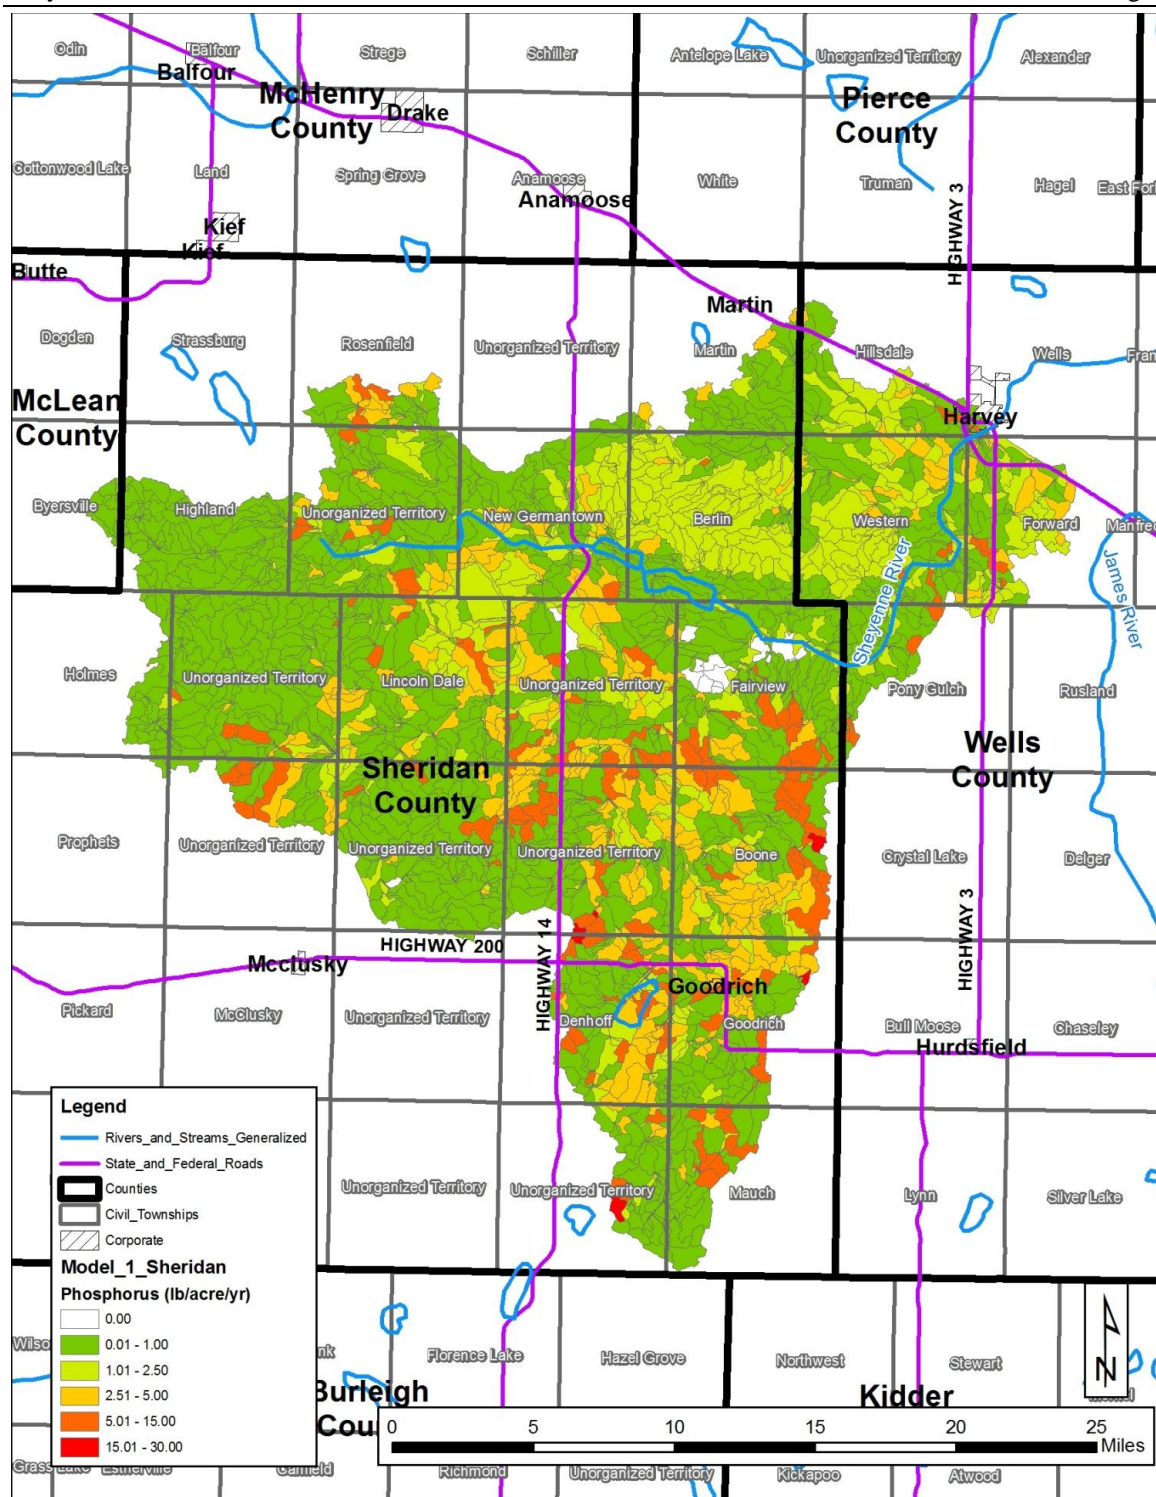 Odin
Balfour
Strege
Schiller
Antelope Lake
Unorganized Territory
Alexander
Balfour
McHenry
County
Drake
Pierce
County
Cottonwood Lake
Land
Spring Grove
Anamoose
White
Truman
Hagel
Anamoose
HIGHWAY 3
Kief
Kief
Butte
Martin
Dogden
Strassburg
Rosenfield
Unorganized Territory
Martin
Hillsdale
Wells
McLean
County
Harvey
Byersville
Highland
Unorganized Territory
New Germantown
Berlin
Western
Forward
Sheyenne River
James River
Holmes
Unorganized Territory
Lincoln Dale
Unorganized Territory
Fairview
Pony Gulch
Rusland
Wells
County
Sheridan
County
Prophets
Unorganized Territory
Unorganized Territory
Unorganized Territory
Boone
Crystal Lake
Delger
HIGHWAY 200
HIGHWAY 14
HIGHWAY 3
Mcclusky
Goodrich
Pickard
McClusky
Unorganized Territory
Denhoff
Goodrich
Bull Moose
Chaseley
Hurdsfield
Unorganized Territory
Unorganized Territory
Mauch
Lynn
Silver Lake
Legend
Rivers_and_Streams_Generalized
State_and_Federal_Roads
Counties
Civil_Townships
Corporate
Model_1_Sheridan
Phosphorus (lb/acre/yr)
0.00
0.01 - 1.00
1.01 - 2.50
2.51 - 5.00
5.01 - 15.00
15.01 - 30.00
Florence Lake
Hazel Grove
Northwest
Stewart
N
Burleigh
Kidder
0 5 10 15 20 25
Miles
Richmond
Unorganized Territory
Kickapoo
Atwood